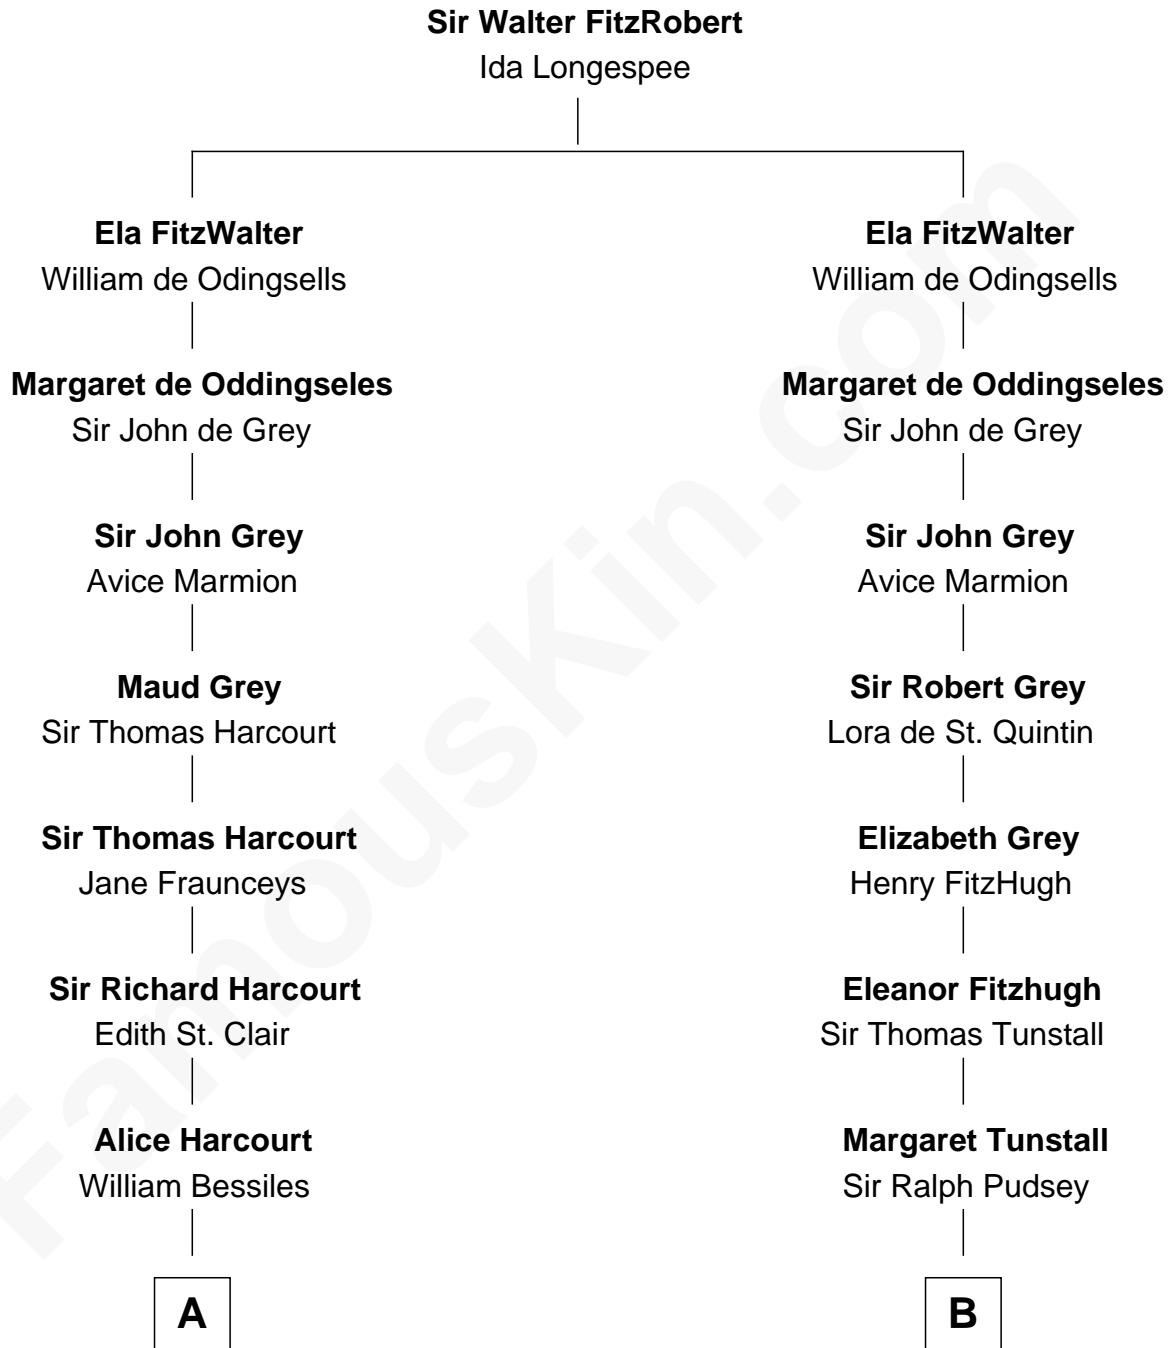 Sir Walter FitzRobert
Ida Longespee
Ela FitzWalter
William de Odingsells
Margaret de Oddingseles
Sir John de Grey
Sir John Grey
Avice Marmion
Maud Grey
Sir Thomas Harcourt
Sir Thomas Harcourt
Jane Fraunceys
Sir Richard Harcourt
Edith St. Clair
Alice Harcourt
William Bessiles
A
Ela FitzWalter
William de Odingsells
Margaret de Oddingseles
Sir John de Grey
Sir John Grey
Avice Marmion
Sir Robert Grey
Lora de St. Quintin
Elizabeth Grey
Henry FitzHugh
Eleanor Fitzhugh
Sir Thomas Tunstall
Margaret Tunstall
Sir Ralph Pudsey
B
FamousKin.com